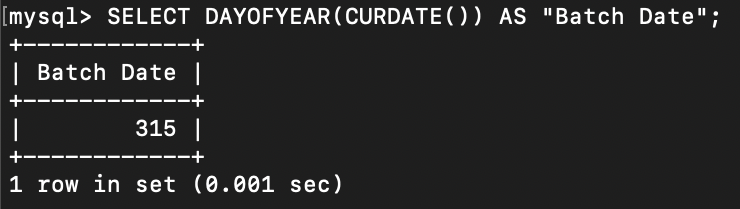 [mysql> SELECT DAYOFYEAR(CURDATE()) AS "Batch Date";
+------------+
| Batch Date |
+------------+
|        315 |
+------------+
1 row in set (0.001 sec)